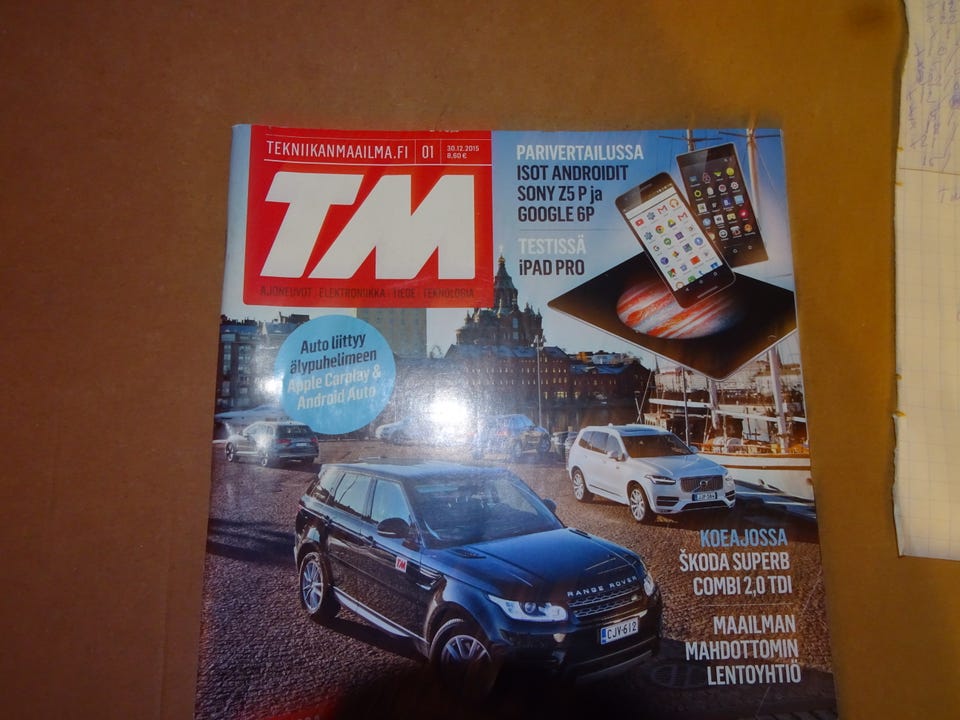 TEKNIIKANMAAILMA.FI
01
30.12.2015
8,60 €
TM
AJONEUVOT | ELEKTRONIIKKA | TIEDE | TEKNOLOGIA
PARIVERTAILUSSA
ISOT ANDROIDIT
SONY Z5 P ja
GOOGLE 6P
TESTISSÄ
iPAD PRO
Auto liittyy
älypuhelimeen
Apple Carplay &
Android Auto
TM
RANGE ROVER
CJV-612
KOEAJOSSA
ŠKODA SUPERB
COMBI 2,0 TDI
MAAILMAN
MAHDOTTOMIN
LENTOYHTIÖ